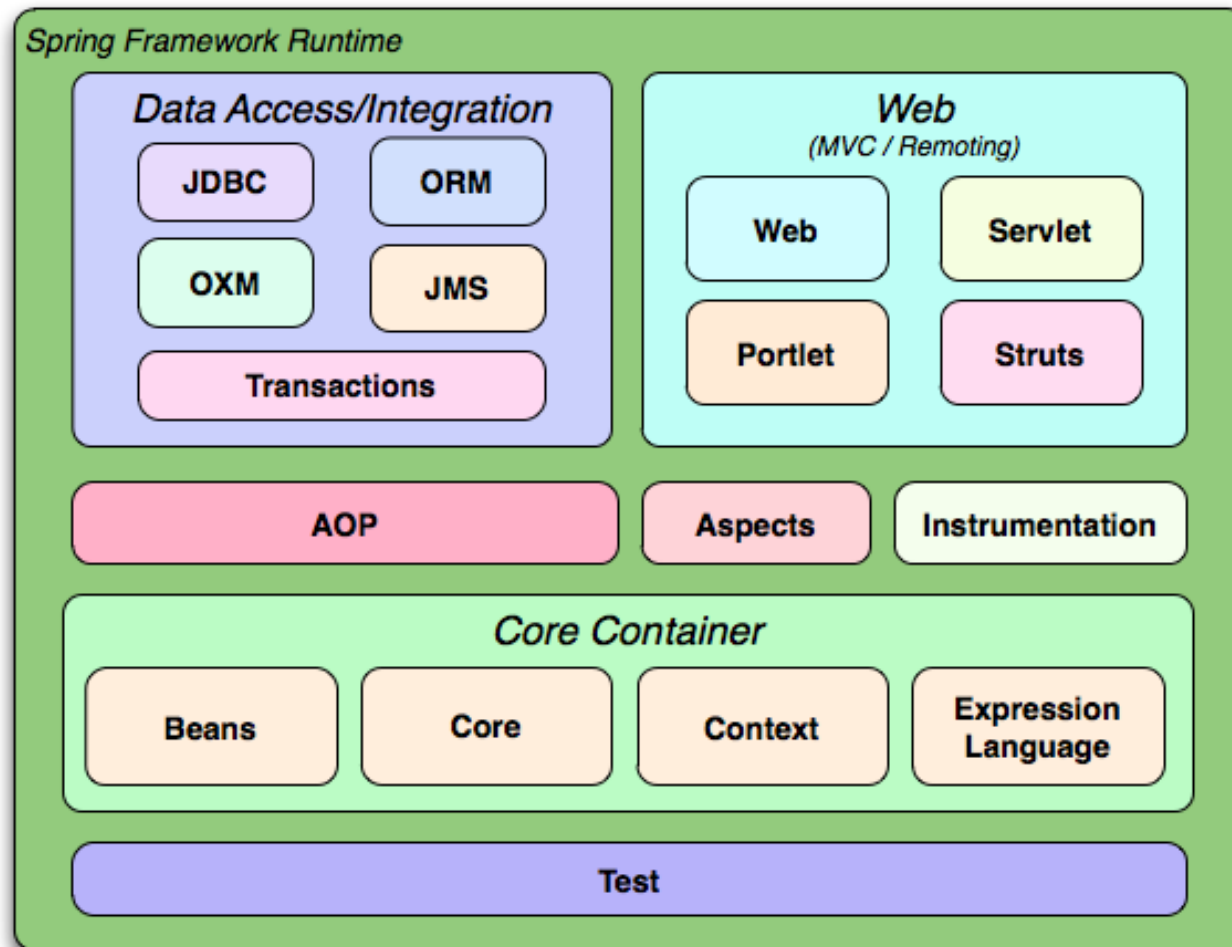 Spring Framework Runtime
Data Access/Integration
JDBC
ORM
OXM
JMS
Transactions
Web
(MVC / Remoting)
Web
Servlet
Portlet
Struts
AOP
Aspects
Instrumentation
Core Container
Beans
Core
Context
Expression
Language
Test